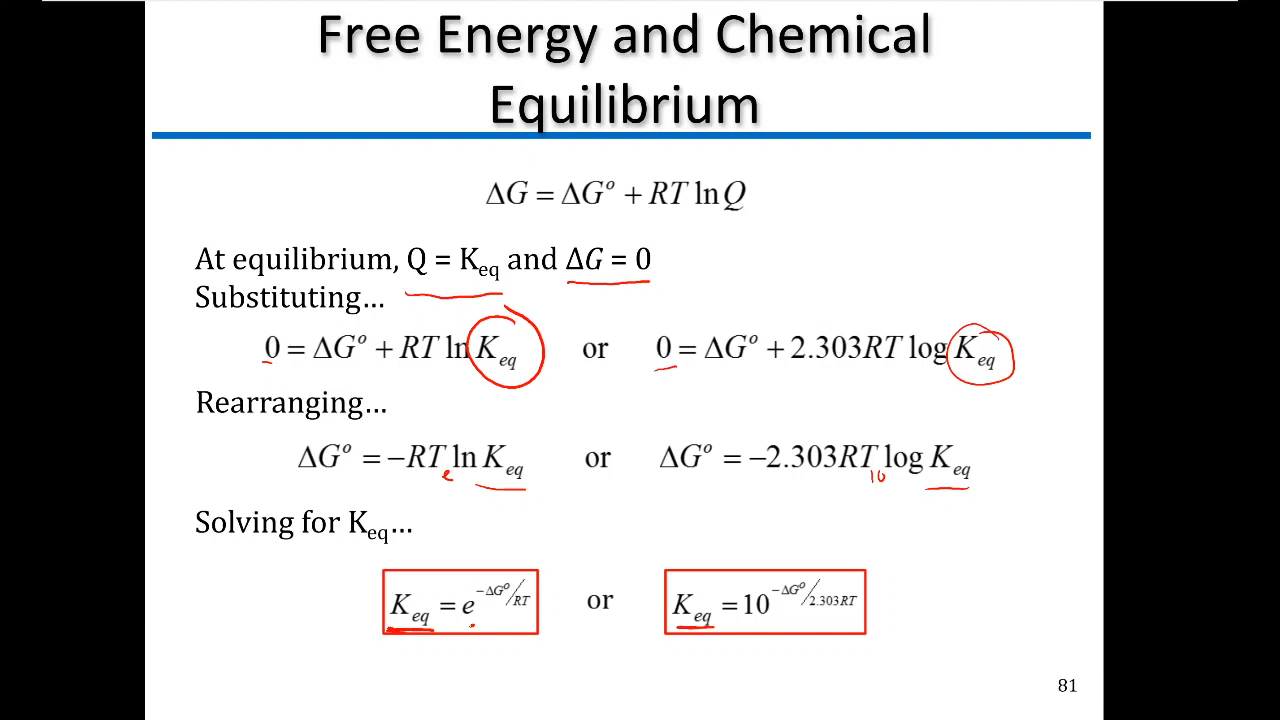 Free Energy and Chemical
Equilibrium
ΔG = ΔG° + RT ln Q
At equilibrium, Q = Keq and ΔG = 0
Substituting…
0 = ΔG° + RT ln Keq or 0 = ΔG° + 2.303RT log Keq
Rearranging…
ΔG° = −RT ln Keq or ΔG° = −2.303RT log Keq
e 10
Solving for Keq…
Keq = e^−ΔG°/RT or Keq = 10^−ΔG°/2.303RT
81